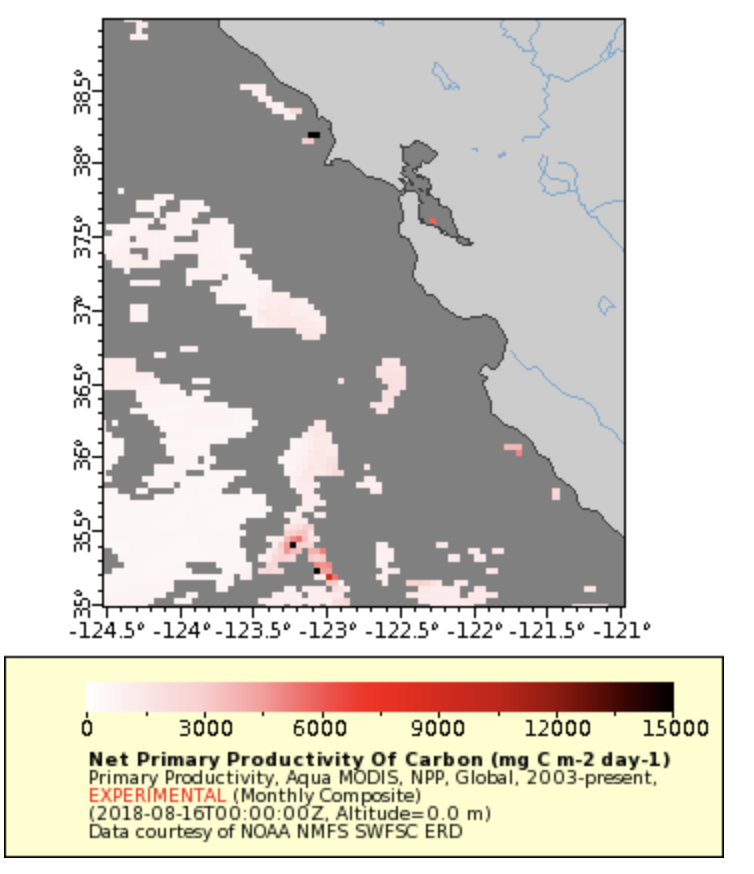 38.5°
38°
37.5°
37°
36.5°
36°
35.5°
35°
-124.5° -124° -123.5° -123° -122.5° -122° -121.5° -121°
0 3000 6000 9000 12000 15000
Net Primary Productivity Of Carbon (mg C m-2 day-1)
Primary Productivity, Aqua MODIS, NPP, Global, 2003-present,
EXPERIMENTAL (Monthly Composite)
(2018-08-16T00:00:00Z, Altitude=0.0 m)
Data courtesy of NOAA NMFS SWFSC ERD